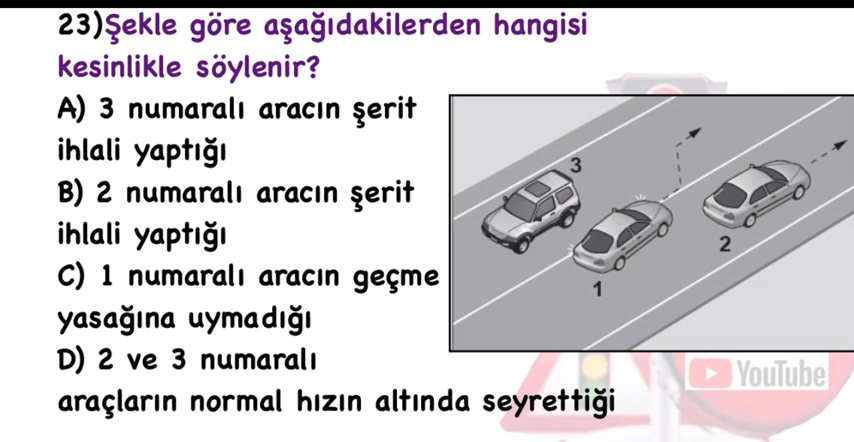 23)Şekle göre aşağıdakilerden hangisi
kesinlikle söylenir?
A) 3 numaralı aracın şerit
ihlali yaptığı
B) 2 numaralı aracın şerit
ihlali yaptığı
C) 1 numaralı aracın geçme
yasağına uymadığı
D) 2 ve 3 numaralı
araçların normal hızın altında seyrettiği
3
2
1
YouTube